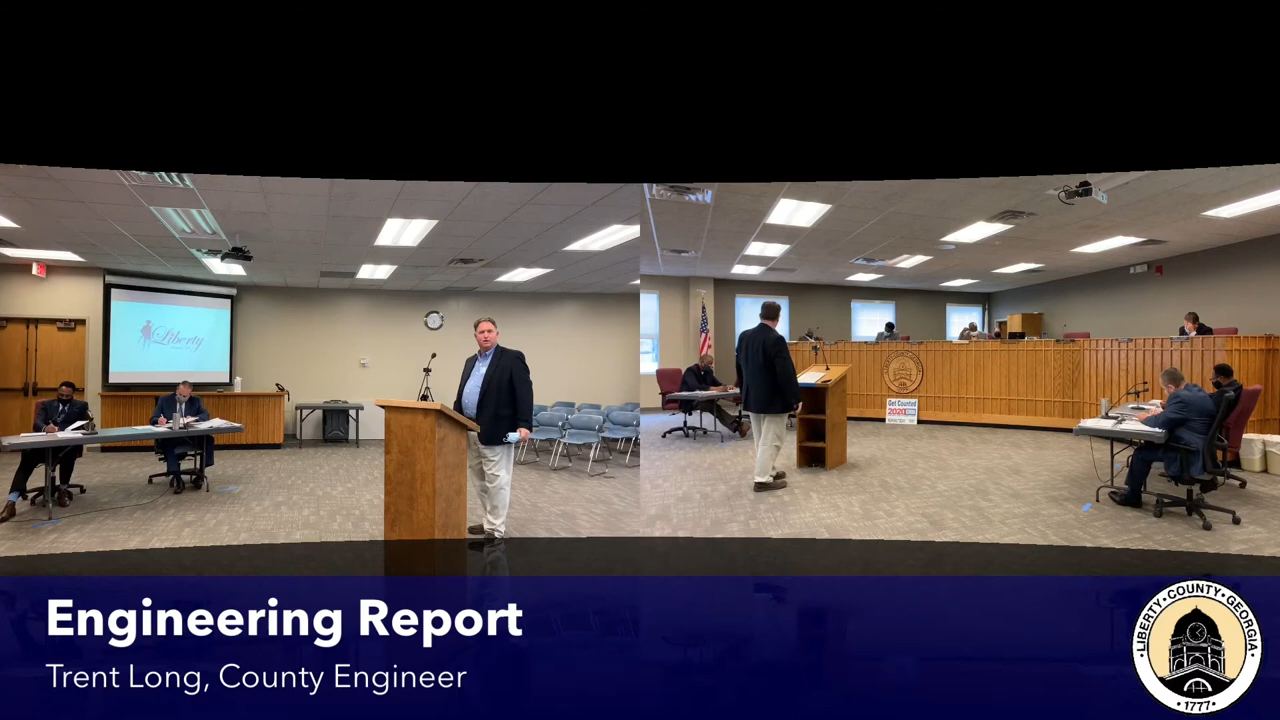 Liberty
Get Counted
2020
Engineering Report
Trent Long, County Engineer
LIBERTY • COUNTY • GEORGIA
• 1777 •